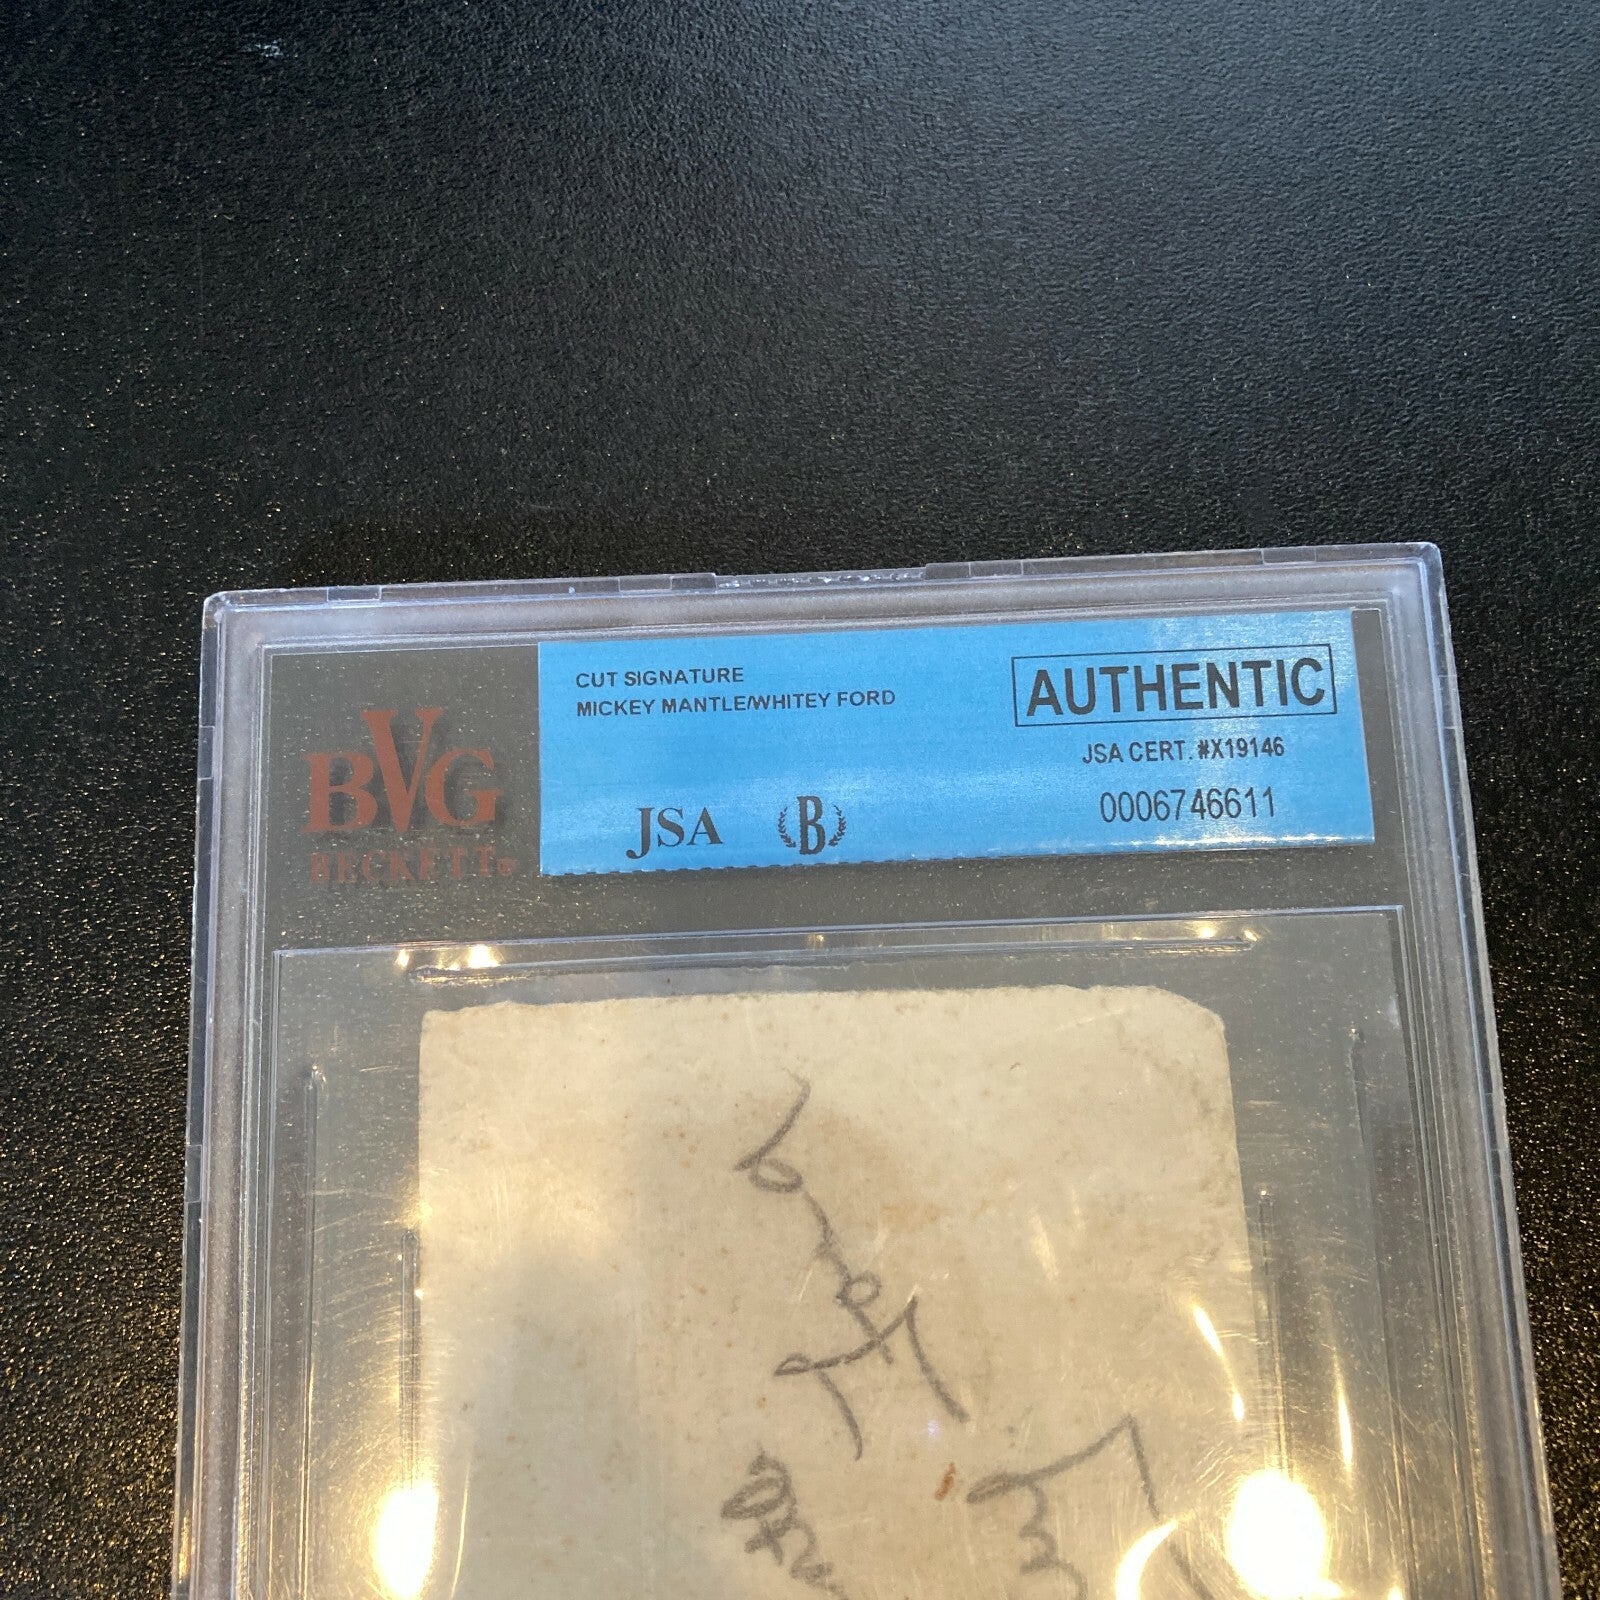 CUT SIGNATURE
MICKEY MANTLE/WHITEY FORD
AUTHENTIC
JSA CERT. #X19146
0006746611
BVG
BECKETT®
JSA B